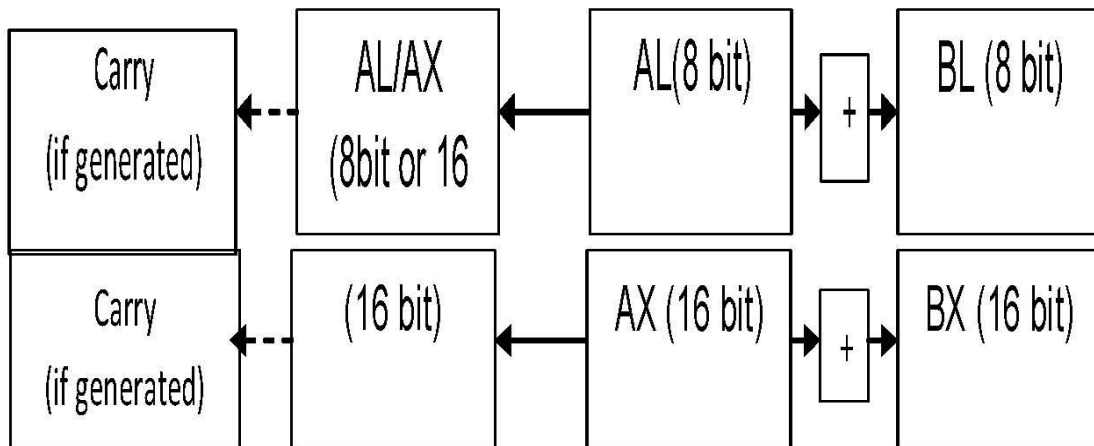 Carry
(if generated)
AL/AX
(8bit or 16
AL(8 bit)
+
BL (8 bit)
Carry
(if generated)
(16 bit)
AX (16 bit)
+
BX (16 bit)